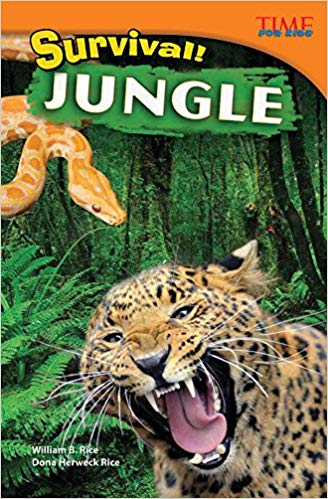 TIME
FOR KIDS
Survival!
JUNGLE
William B. Rice
Dona Herweck Rice